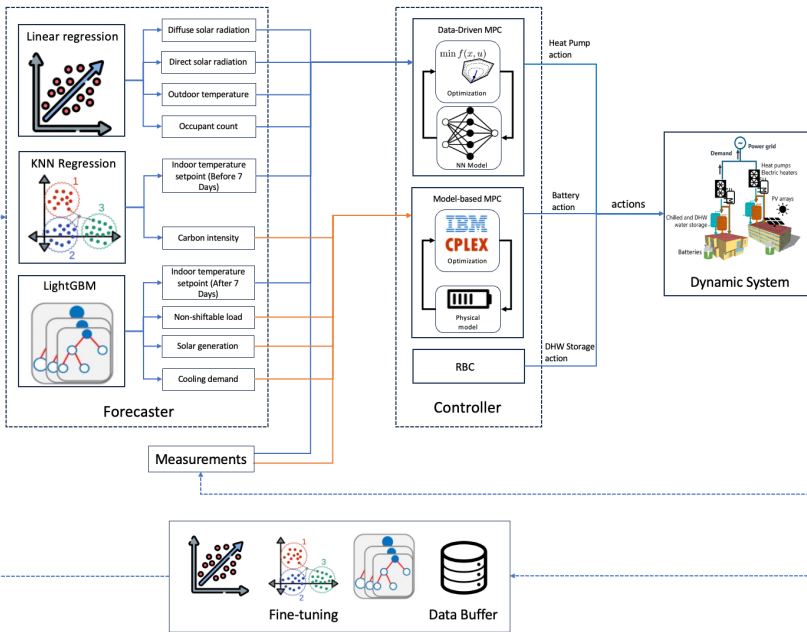 Linear regression
Diffuse solar radiation
Direct solar radiation
Outdoor temperature
Occupant count
KNN Regression
1
3
2
Indoor temperature
setpoint (Before 7
Days)
Carbon intensity
LightGBM
Indoor temperature
setpoint (After 7
Days)
Non-shiftable load
Solar generation
Cooling demand
Forecaster
Measurements
Data-Driven MPC
min f(x, u)
Optimization
NN Model
Model-based MPC
IBM
CPLEX
Optimization
Physical
model
RBC
Controller
Heat Pump
action
Battery
action
DHW Storage
action
actions
Power grid
Demand
Heat pumps
Electric heaters
PV arrays
Chilled and DHW
water storage
Batteries
Dynamic System
1
3
2
Fine-tuning
Data Buffer